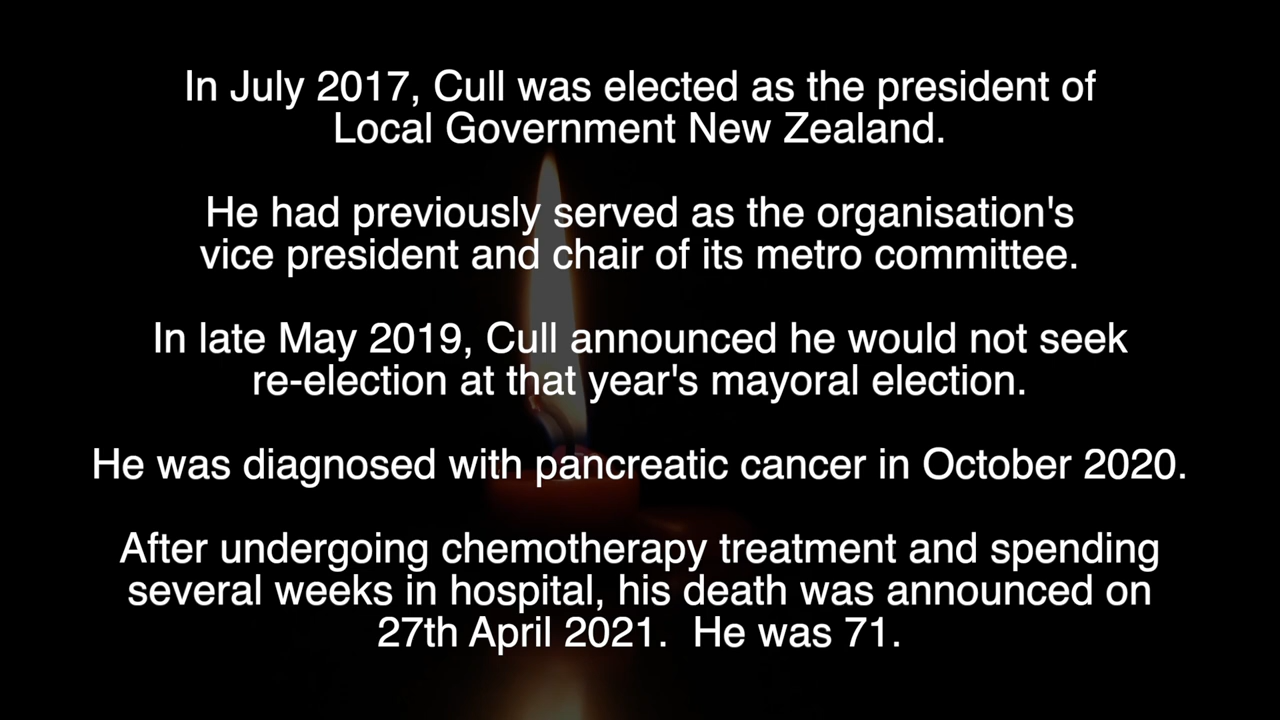 In July 2017, Cull was elected as the president of
Local Government New Zealand.
He had previously served as the organisation's
vice president and chair of its metro committee.
In late May 2019, Cull announced he would not seek
re-election at that year's mayoral election.
He was diagnosed with pancreatic cancer in October 2020.
After undergoing chemotherapy treatment and spending
several weeks in hospital, his death was announced on
27th April 2021.  He was 71.